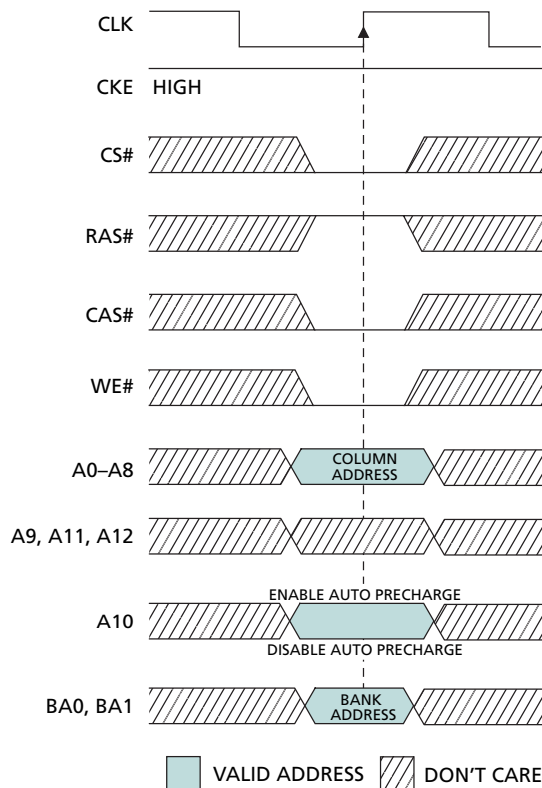 CLK
CKE HIGH
CS#
RAS#
CAS#
WE#
A0–A8
COLUMN
ADDRESS
A9, A11, A12
ENABLE AUTO PRECHARGE
A10
DISABLE AUTO PRECHARGE
BA0, BA1
BANK
ADDRESS
VALID ADDRESS DON'T CARE